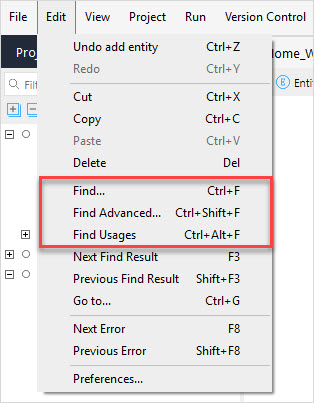 File Edit View Project Run Version Control
Proj
Home_W
Undo add entity Ctrl+Z
Redo Ctrl+Y
Filt
Enti
Cut Ctrl+X
Copy Ctrl+C
Paste Ctrl+V
Delete Del
Find... Ctrl+F
Find Advanced... Ctrl+Shift+F
Find Usages Ctrl+Alt+F
Next Find Result F3
Previous Find Result Shift+F3
Go to... Ctrl+G
Next Error F8
Previous Error Shift+F8
Preferences...